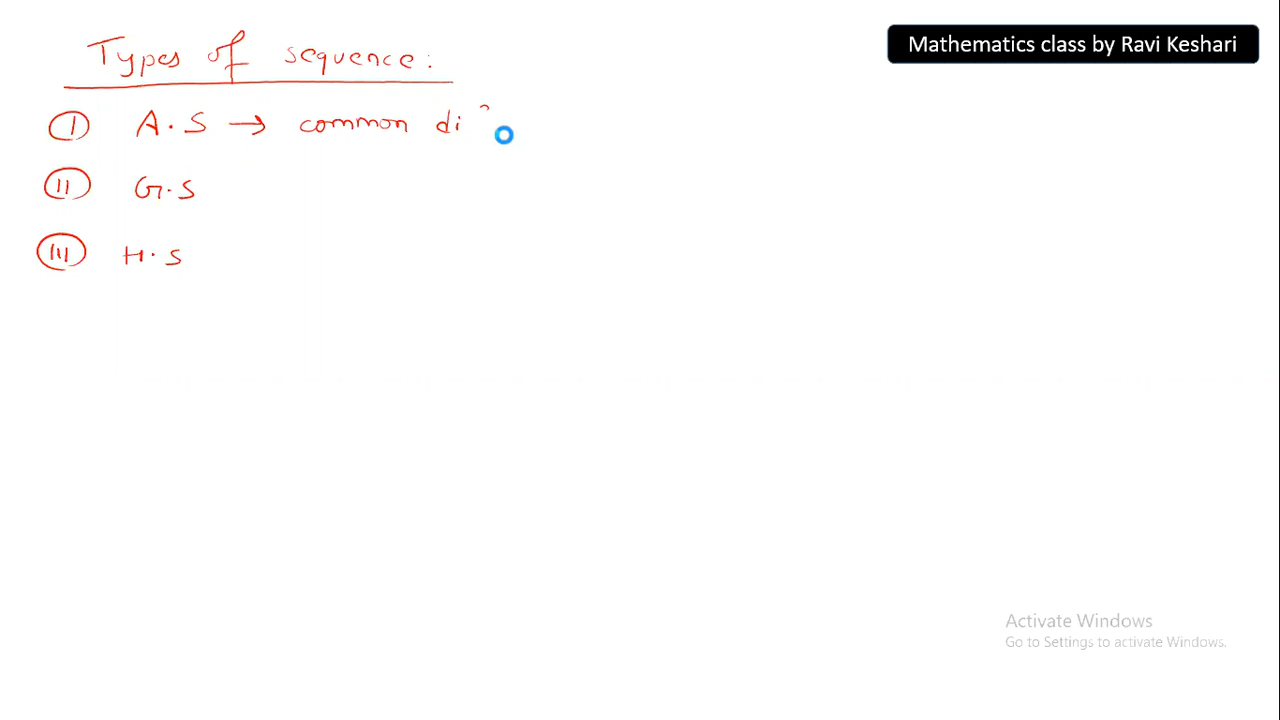 Types of sequence:
Mathematics class by Ravi Keshari
I A.S → common di
II G.S
III H.S
Activate Windows
Go to Settings to activate Windows.